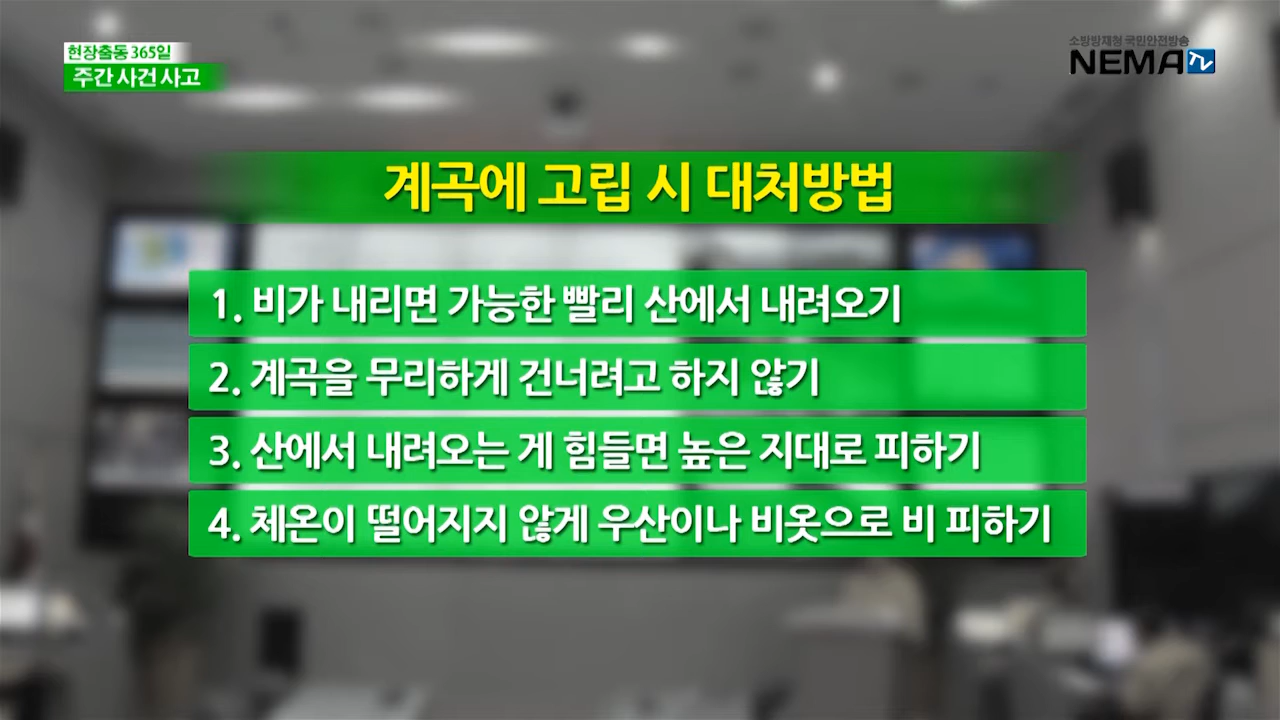 현장출동 365일
주간 사건 사고
소방방재청 국민안전방송
NEMA TV
계곡에 고립 시 대처방법
1. 비가 내리면 가능한 빨리 산에서 내려오기
2. 계곡을 무리하게 건너려고 하지 않기
3. 산에서 내려오는 게 힘들면 높은 지대로 피하기
4. 체온이 떨어지지 않게 우산이나 비옷으로 비 피하기